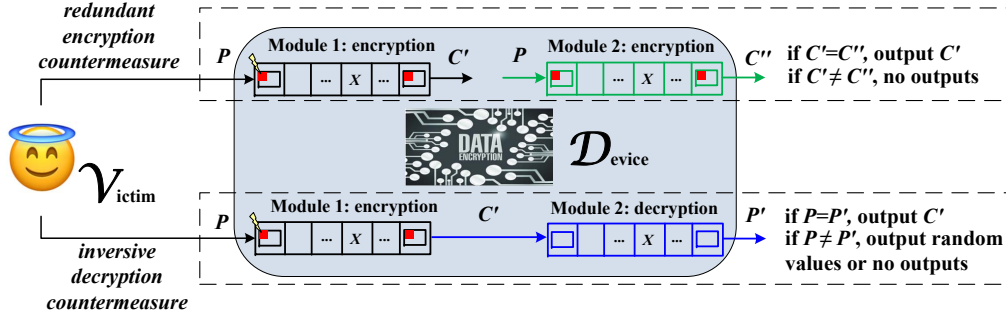 redundant
encryption
countermeasure
P
Module 1: encryption
... X ...
C'
P
Module 2: encryption
... X ...
C''
if C'=C'', output C'
if C'≠C'', no outputs
DATA
ENCRYPTION
Victim
Device
P
Module 1: encryption
... X ...
C'
Module 2: decryption
... X ...
P'
if P=P', output C'
if P≠P', output random
values or no outputs
inversive
decryption
countermeasure